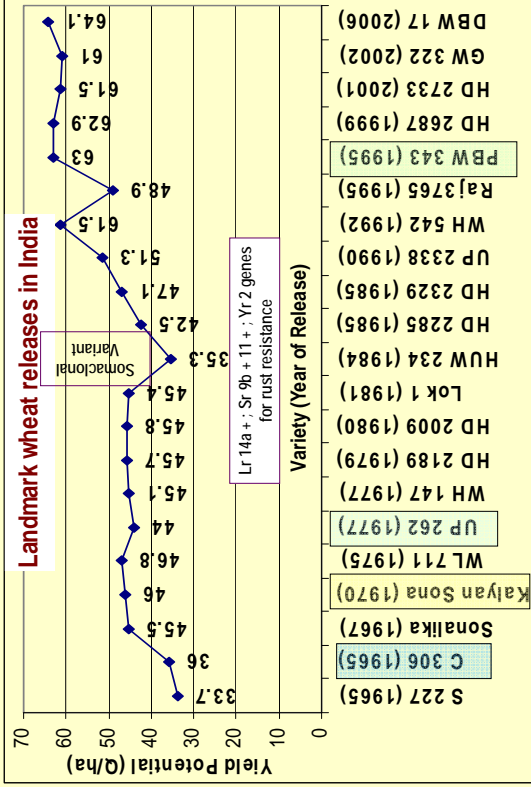 Landmark wheat releases in India
Yield Potential (Q/ha)
70
60
50
40
30
20
10
0
33.7
36
45.5
46
46.8
44
45.1
45.7
45.8
45.4
35.3
42.5
47.1
51.3
61.5
48.9
63
62.9
61.5
61
64.1
Somaclonal
Variant
Lr 14a + ; Sr 9b + 11 + ; Yr 2 genes
for rust resistance
S 227 (1965)
C 306 (1965)
Sonalika (1967)
Kalyan Sona (1970)
WL 711 (1975)
UP 262 (1977)
WH 147 (1977)
HD 2189 (1979)
HD 2009 (1980)
Lok 1 (1981)
HUW 234 (1984)
HD 2285 (1985)
HD 2329 (1985)
UP 2338 (1990)
WH 542 (1992)
Raj 3765 (1995)
PBW 343 (1995)
HD 2687 (1999)
HD 2733 (2001)
GW 322 (2002)
DBW 17 (2006)
Variety (Year of Release)